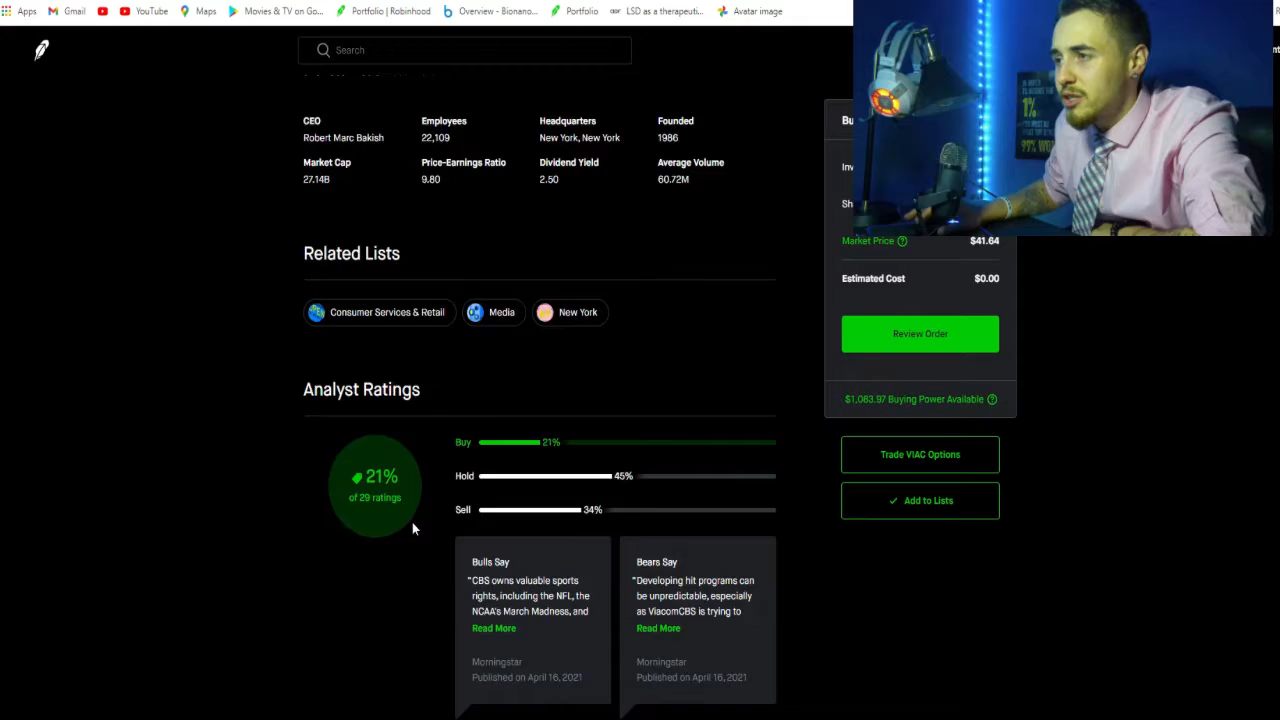 Apps
Gmail
YouTube
Maps
Movies & TV on Go...
Portfolio | Robinhood
Overview - Bionano...
Portfolio
LSD as a therapeuti...
Avatar image
Search
CEO
Robert Marc Bakish
Employees
22,109
Headquarters
New York, New York
Founded
1986
Market Cap
27.14B
Price-Earnings Ratio
9.80
Dividend Yield
2.50
Average Volume
60.72M
Related Lists
Consumer Services & Retail
Media
New York
Analyst Ratings
21%
of 29 ratings
Buy 21%
Hold 45%
Sell 34%
Bulls Say
“CBS owns valuable sports
rights, including the NFL, the
NCAA's March Madness, and
Read More
Morningstar
Published on April 16, 2021
Bears Say
“Developing hit programs can
be unpredictable, especially
as ViacomCBS is trying to
Read More
Morningstar
Published on April 16, 2021
1%
99%
Market Price $41.64
Estimated Cost $0.00
Review Order
$1,063.97 Buying Power Available
Trade VIAC Options
Add to Lists